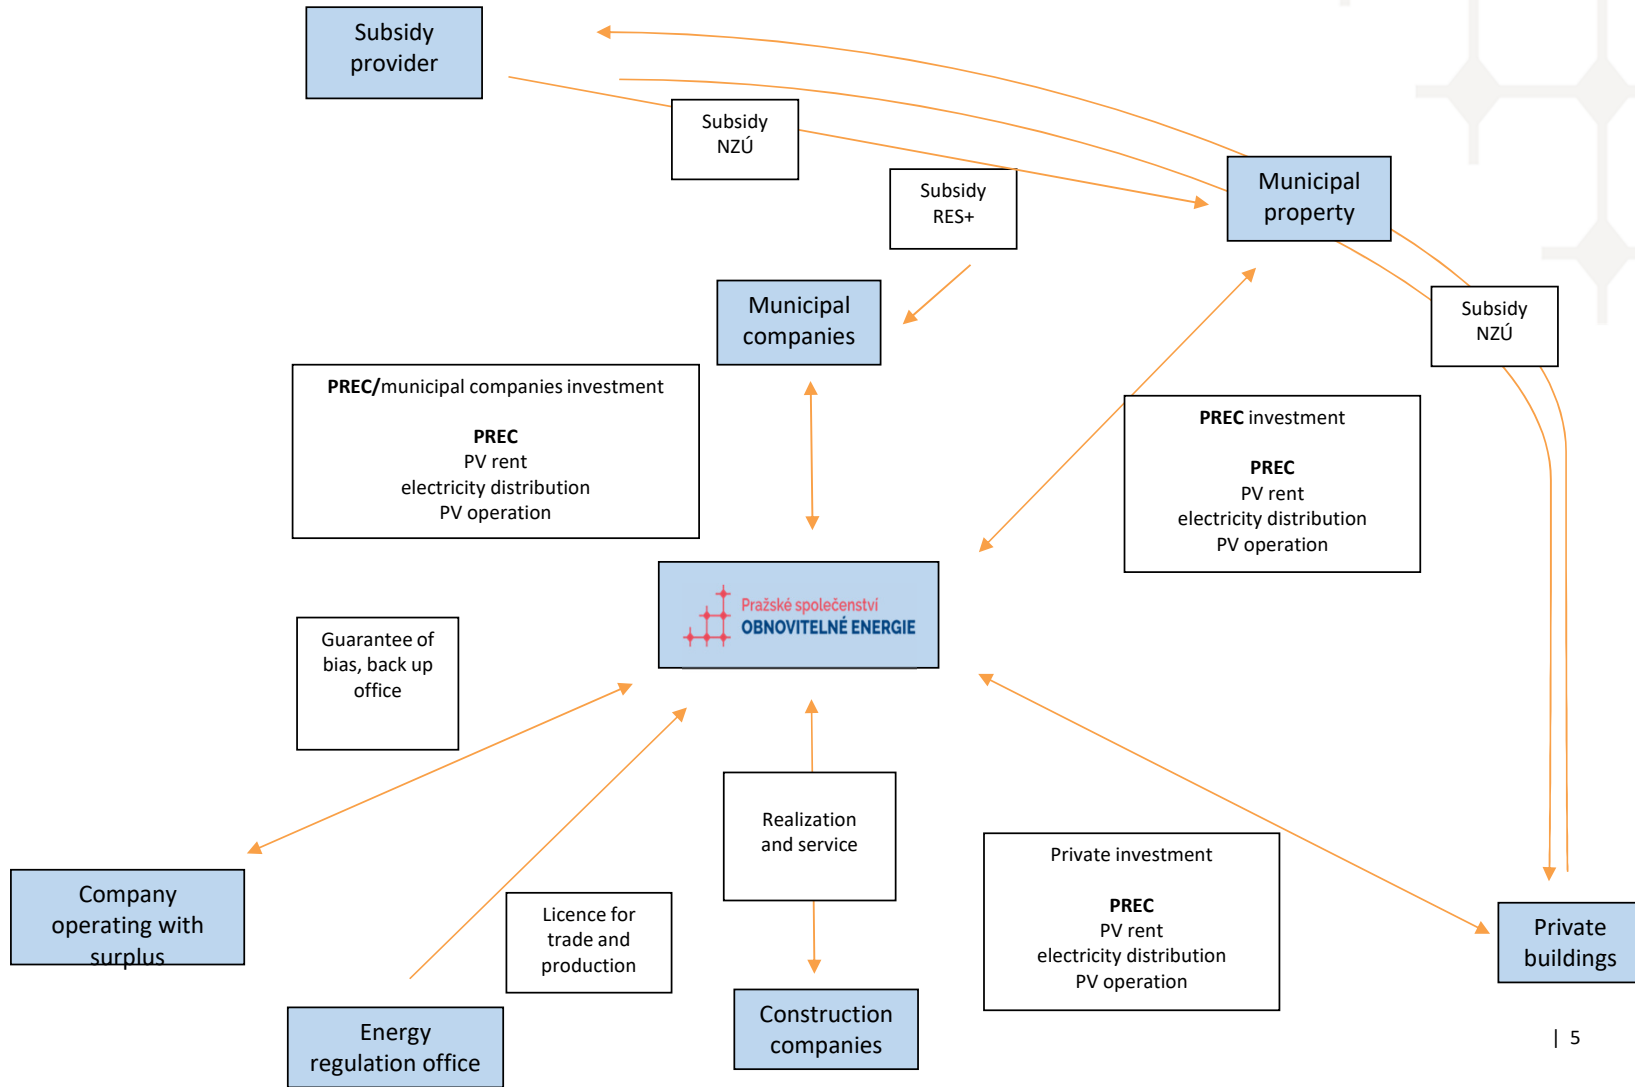 Subsidy
provider
Subsidy
NZÚ
Subsidy
RES+
Municipal
property
Municipal
companies
Subsidy
NZÚ
PREC/municipal companies investment
PREC
PV rent
electricity distribution
PV operation
PREC investment
PREC
PV rent
electricity distribution
PV operation
Pražské společenství
OBNOVITELNÉ ENERGIE
Guarantee of
bias, back up
office
Realization
and service
Private investment
PREC
PV rent
electricity distribution
PV operation
Company
operating with
surplus
Licence for
trade and
production
Private
buildings
Energy
regulation office
Construction
companies
| 5